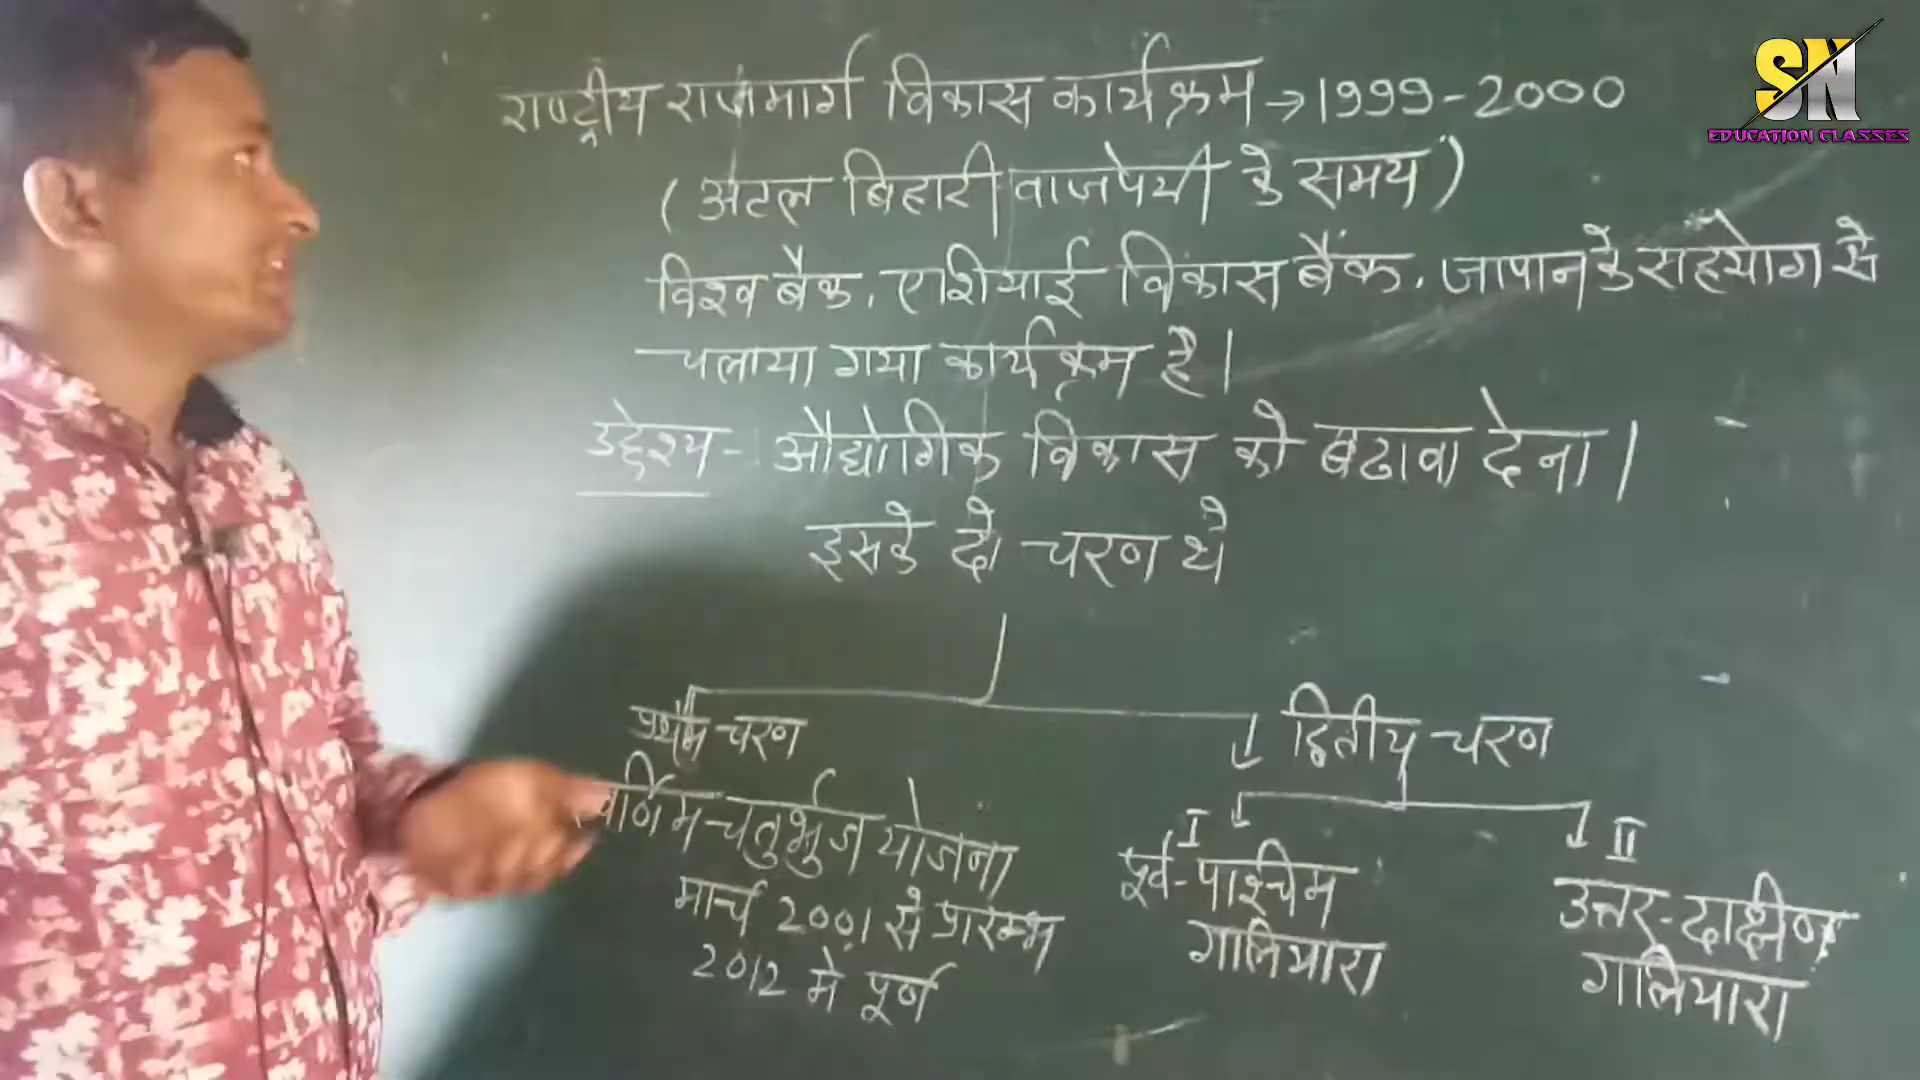 राष्ट्रीय राजमार्ग विकास कार्यक्रम → 1999-2000
(अटल बिहारी वाजपेयी के समय)
विश्व बैंक, एशियाई विकास बैंक, जापान के सहयोग से
चलाया गया कार्यक्रम है।
उद्देश्य - औद्योगिक विकास को बढावा देना।
इसके दो चरण थे
प्रथम चरण
द्वितीय चरण
स्वर्णिम चतुर्भुज योजना
मार्च 2001 से प्रारम्भ
2012 मे पूर्ण
I
पूर्व-पश्चिम
गलियारा
II
उत्तर-दक्षिण
गलियारा
SN
EDUCATION CLASSES